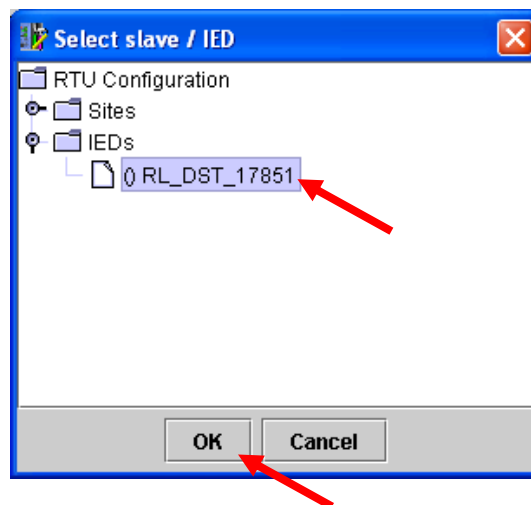 Select slave / IED
RTU Configuration
Sites
IEDs
() RL_DST_17851
OK Cancel